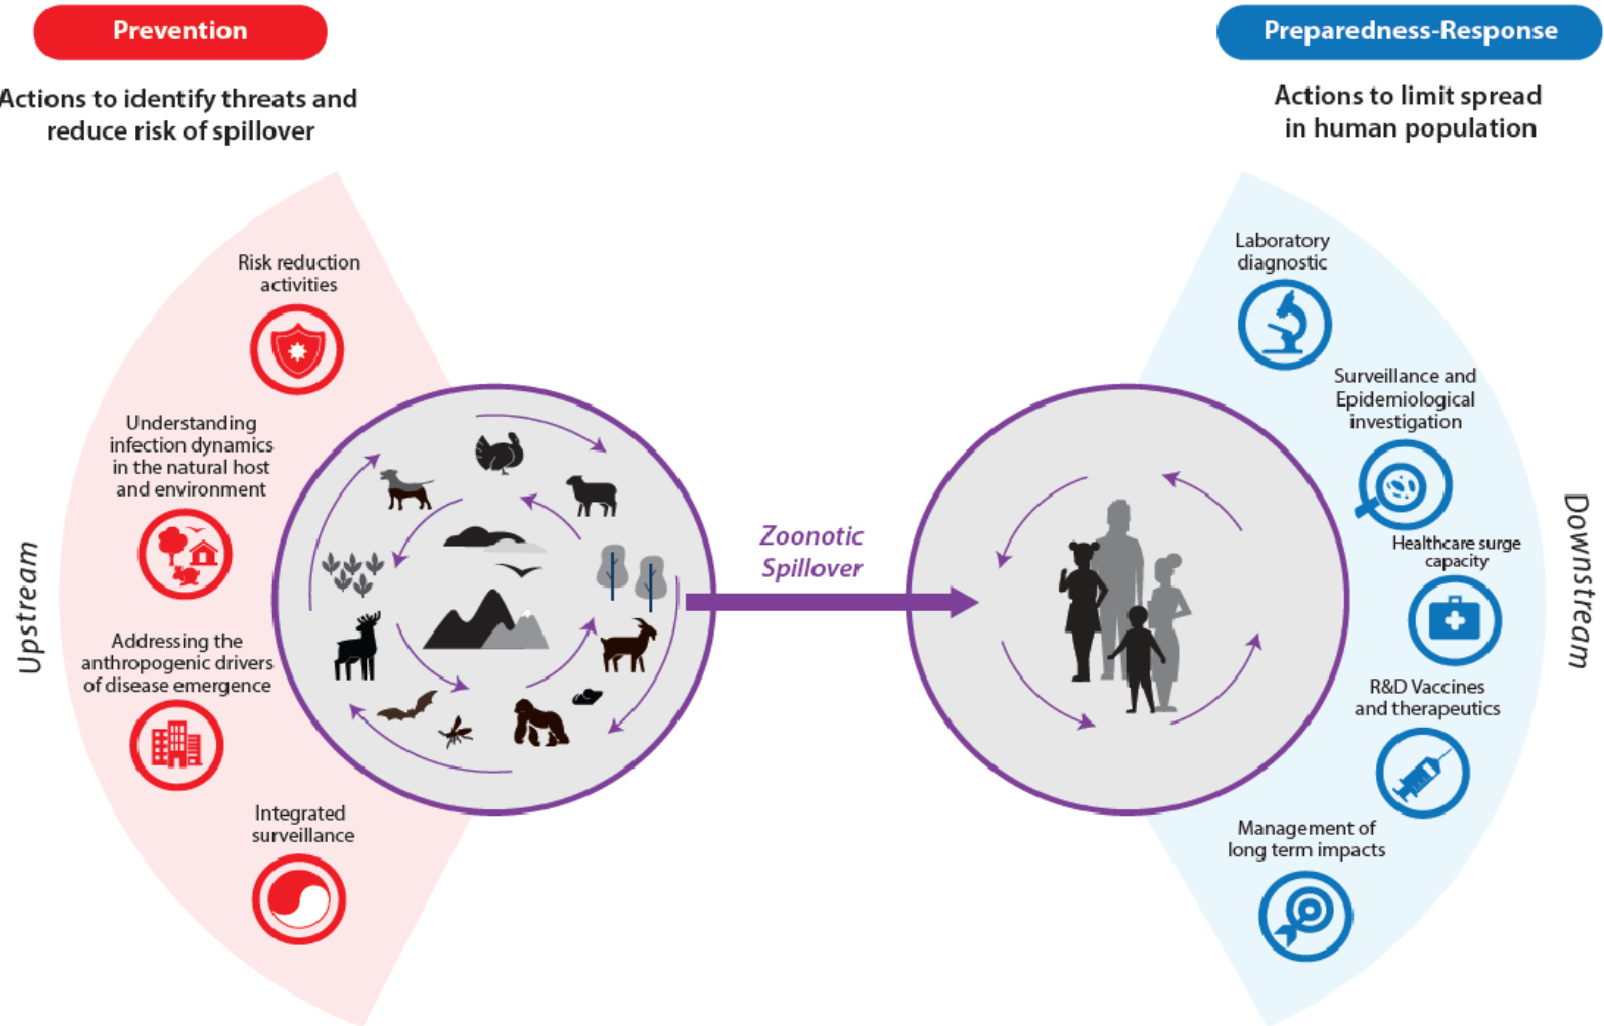 Prevention
Actions to identify threats and
reduce risk of spillover
Upstream
Risk reduction
activities
Understanding
infection dynamics
in the natural host
and environment
Addressing the
anthropogenic drivers
of disease emergence
Integrated
surveillance
Zoonotic
Spillover
Preparedness-Response
Actions to limit spread
in human population
Laboratory
diagnostic
Surveillance and
Epidemiological
investigation
Healthcare surge
capacity
R&D Vaccines
and therapeutics
Management of
long term impacts
Downstream